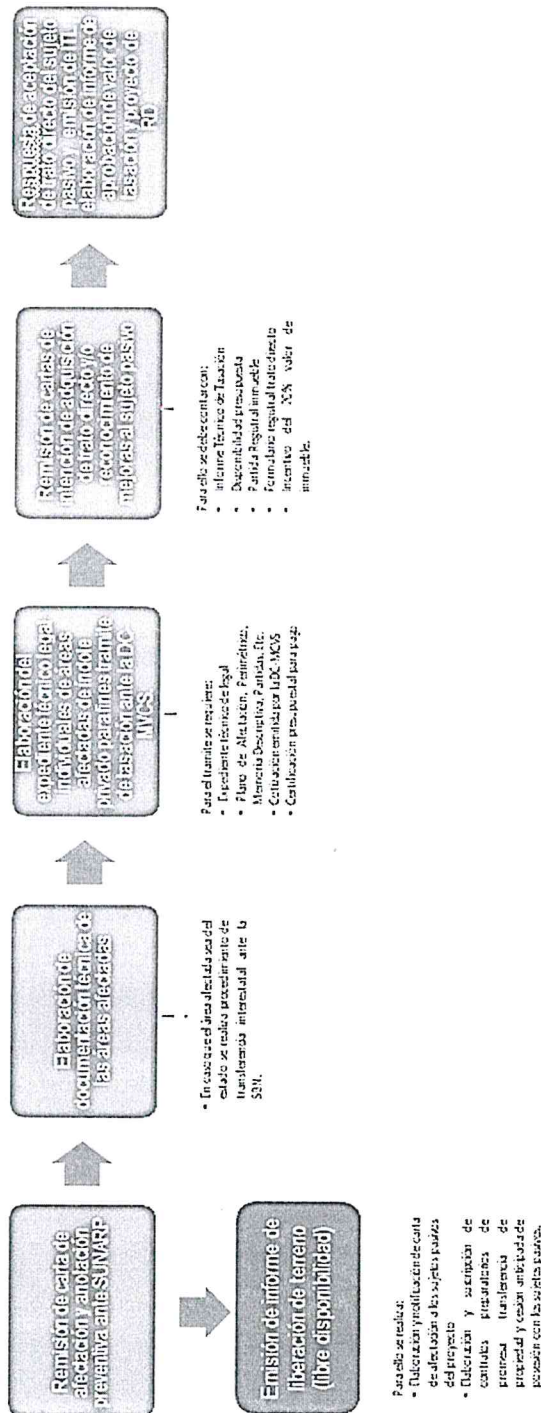 Remisión de carta de
afectación y anotación
preventiva ante SUNARP
Emisión de informe de
liberación de terreno
(libre disponibilidad)
Para ello se realiza:
• Elaboración y notificación de carta
de afectación a los sujetos pasivos
del proyecto
• Elaboración y suscripción de
contratos preparatorios de
promesa transferencia de
propiedad y cesión anticipada de
posesión con los sujetos pasivos.
Elaboración de
documentación técnica de
las áreas afectadas
• En caso que el área afectada sea del
estado se realiza procedimiento de
transferencia interestatal ante la
SBN.
Elaboración del
expediente técnico legal
individuales de áreas
afectadas de índole
privado para fines tramite
de tasación ante la DC
MVCS
Para el tramite se requiere:
• Expediente técnico de legal
• Plano de Afectación, Perimétrico,
Memoria Descriptiva, Partidas, Etc.
• Cotización emitida por la DC-MCVS
• Certificación presupuestal para pago
Remisión de cartas de
intención de adquisición
de trato directo y/o
reconocimiento de
mejoras al sujeto pasivo
Para ello se debe contar con:
• Informe Técnico de Tasación
• Disponibilidad presupuesta
• Partida Registral inmueble
• Formulario registral trato directo
• Incentivo del valor de
inmueble.
Respuesta de aceptación
de trato directo del sujeto
pasivo y emisión de ITL
elaboración de informe de
aprobación de valor de
tasación y proyecto de
RD